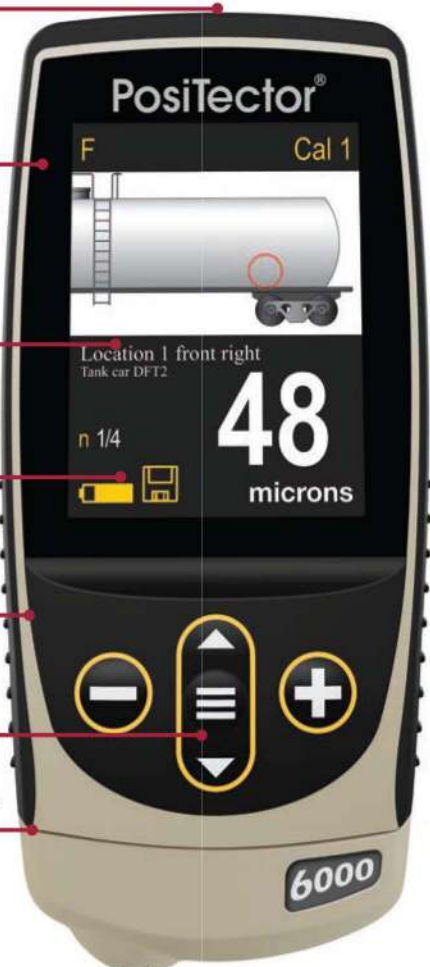 PosiTector®
F Cal 1
Location 1 front right
Tank car DFT2
48
n 1/4
microns
6000